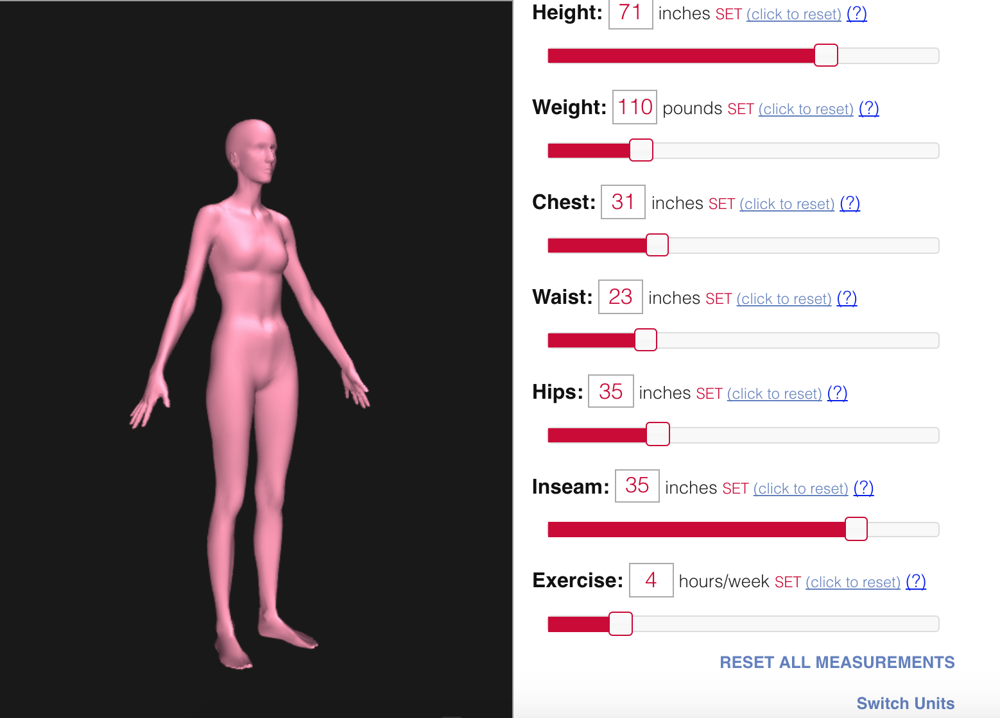 Height: 71 inches SET (click to reset) (?)
Weight: 110 pounds SET (click to reset) (?)
Chest: 31 inches SET (click to reset) (?)
Waist: 23 inches SET (click to reset) (?)
Hips: 35 inches SET (click to reset) (?)
Inseam: 35 inches SET (click to reset) (?)
Exercise: 4 hours/week SET (click to reset) (?)
RESET ALL MEASUREMENTS
Switch Units